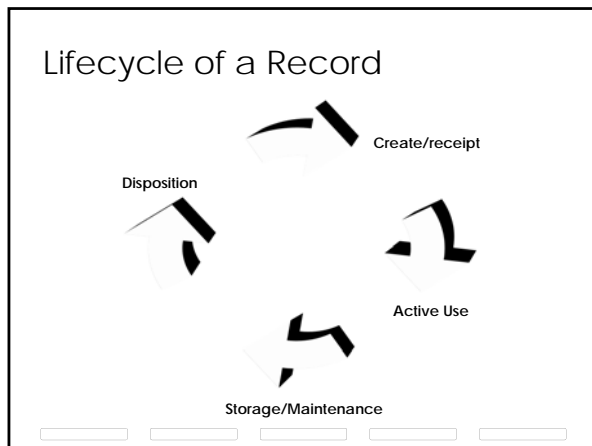 Lifecycle of a Record
Create/receipt
Disposition
Active Use
Storage/Maintenance